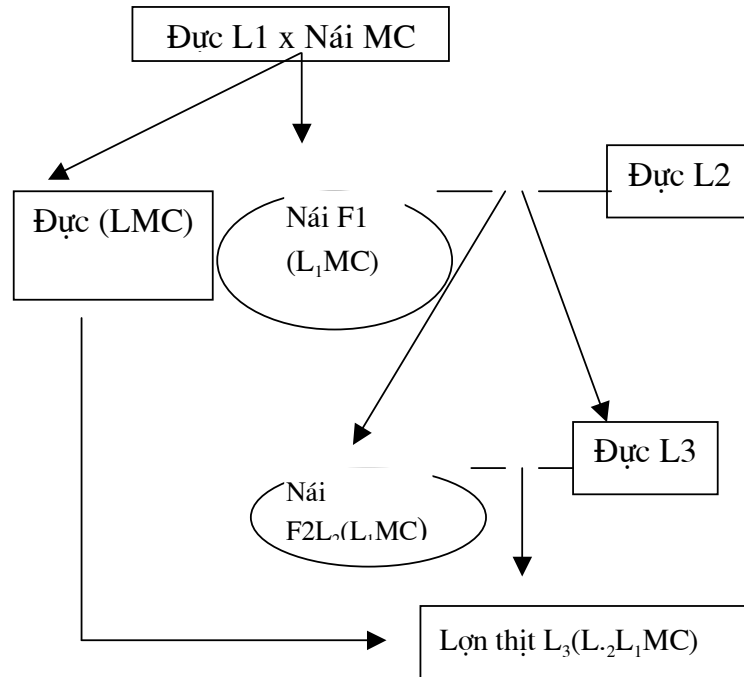 Đực L1 x Nái MC
Đực L2
Đực (LMC)
Nái F1
(L₁MC)
Đực L3
Nái
F2L₂(L₁MC)
Lợn thịt L₃(L.₂L₁MC)